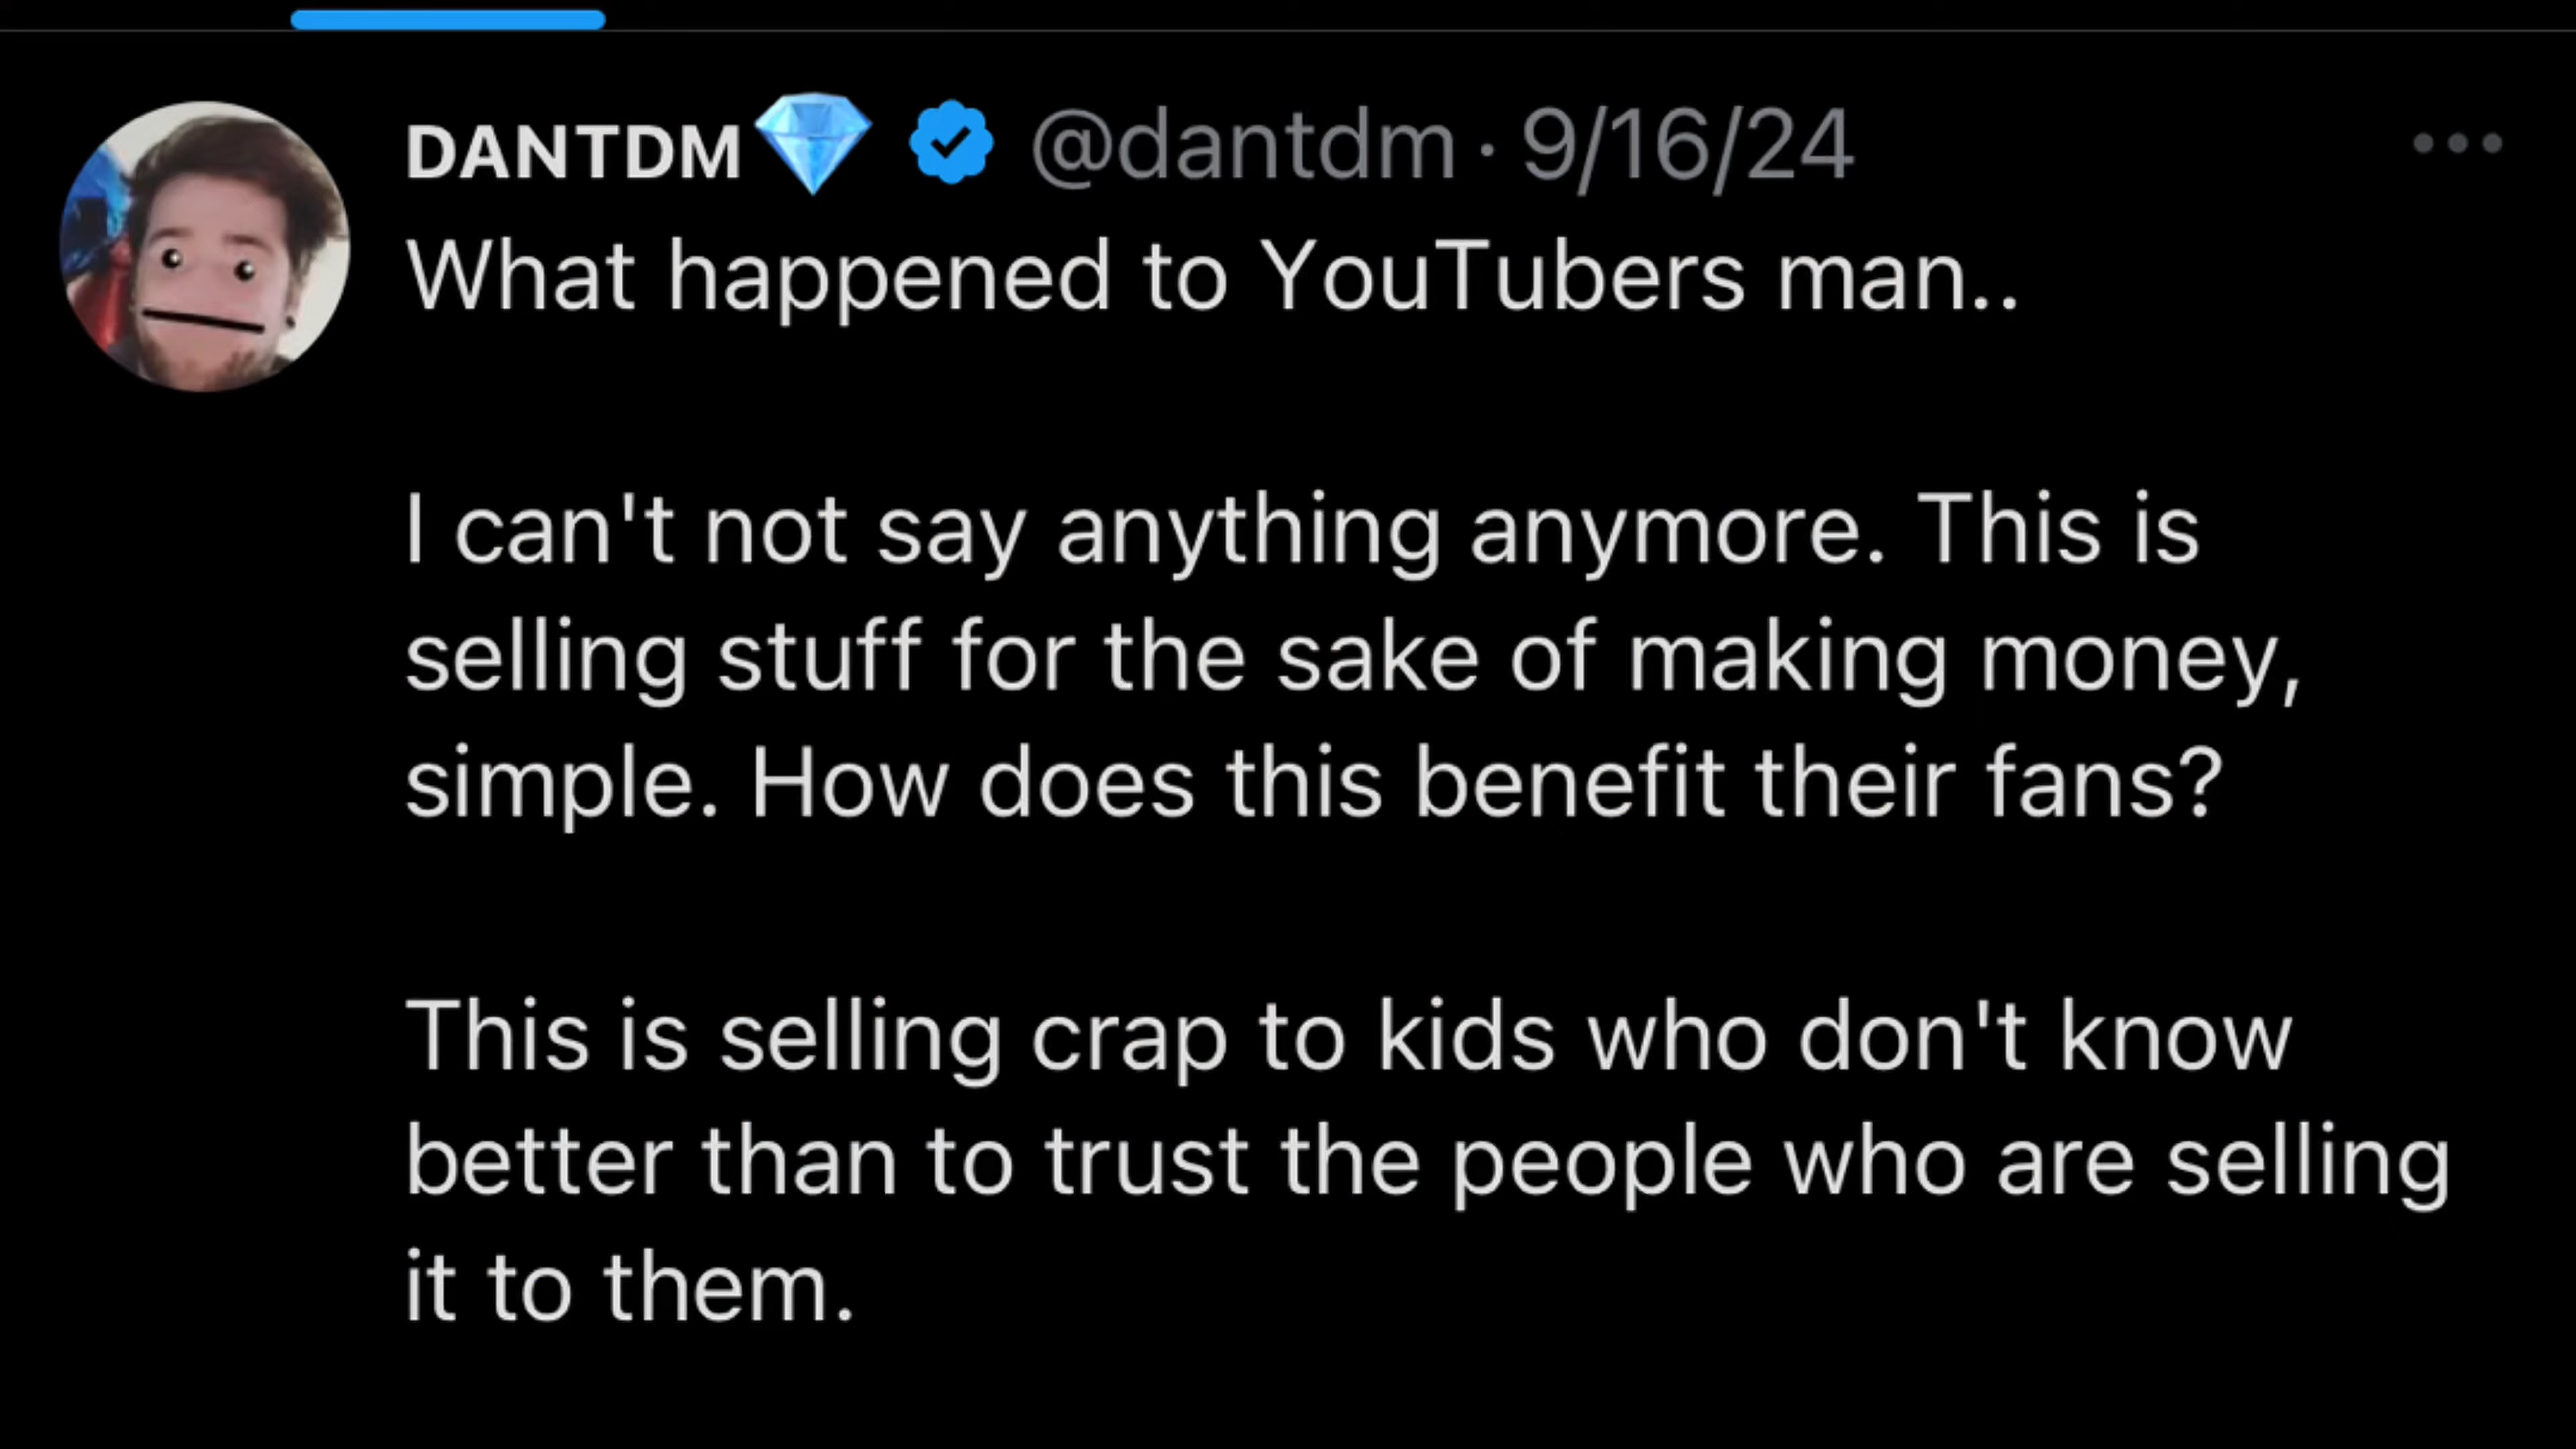 DANTDM💎 @dantdm · 9/16/24
What happened to YouTubers man..
I can't not say anything anymore. This is
selling stuff for the sake of making money,
simple. How does this benefit their fans?
This is selling crap to kids who don't know
better than to trust the people who are selling
it to them.